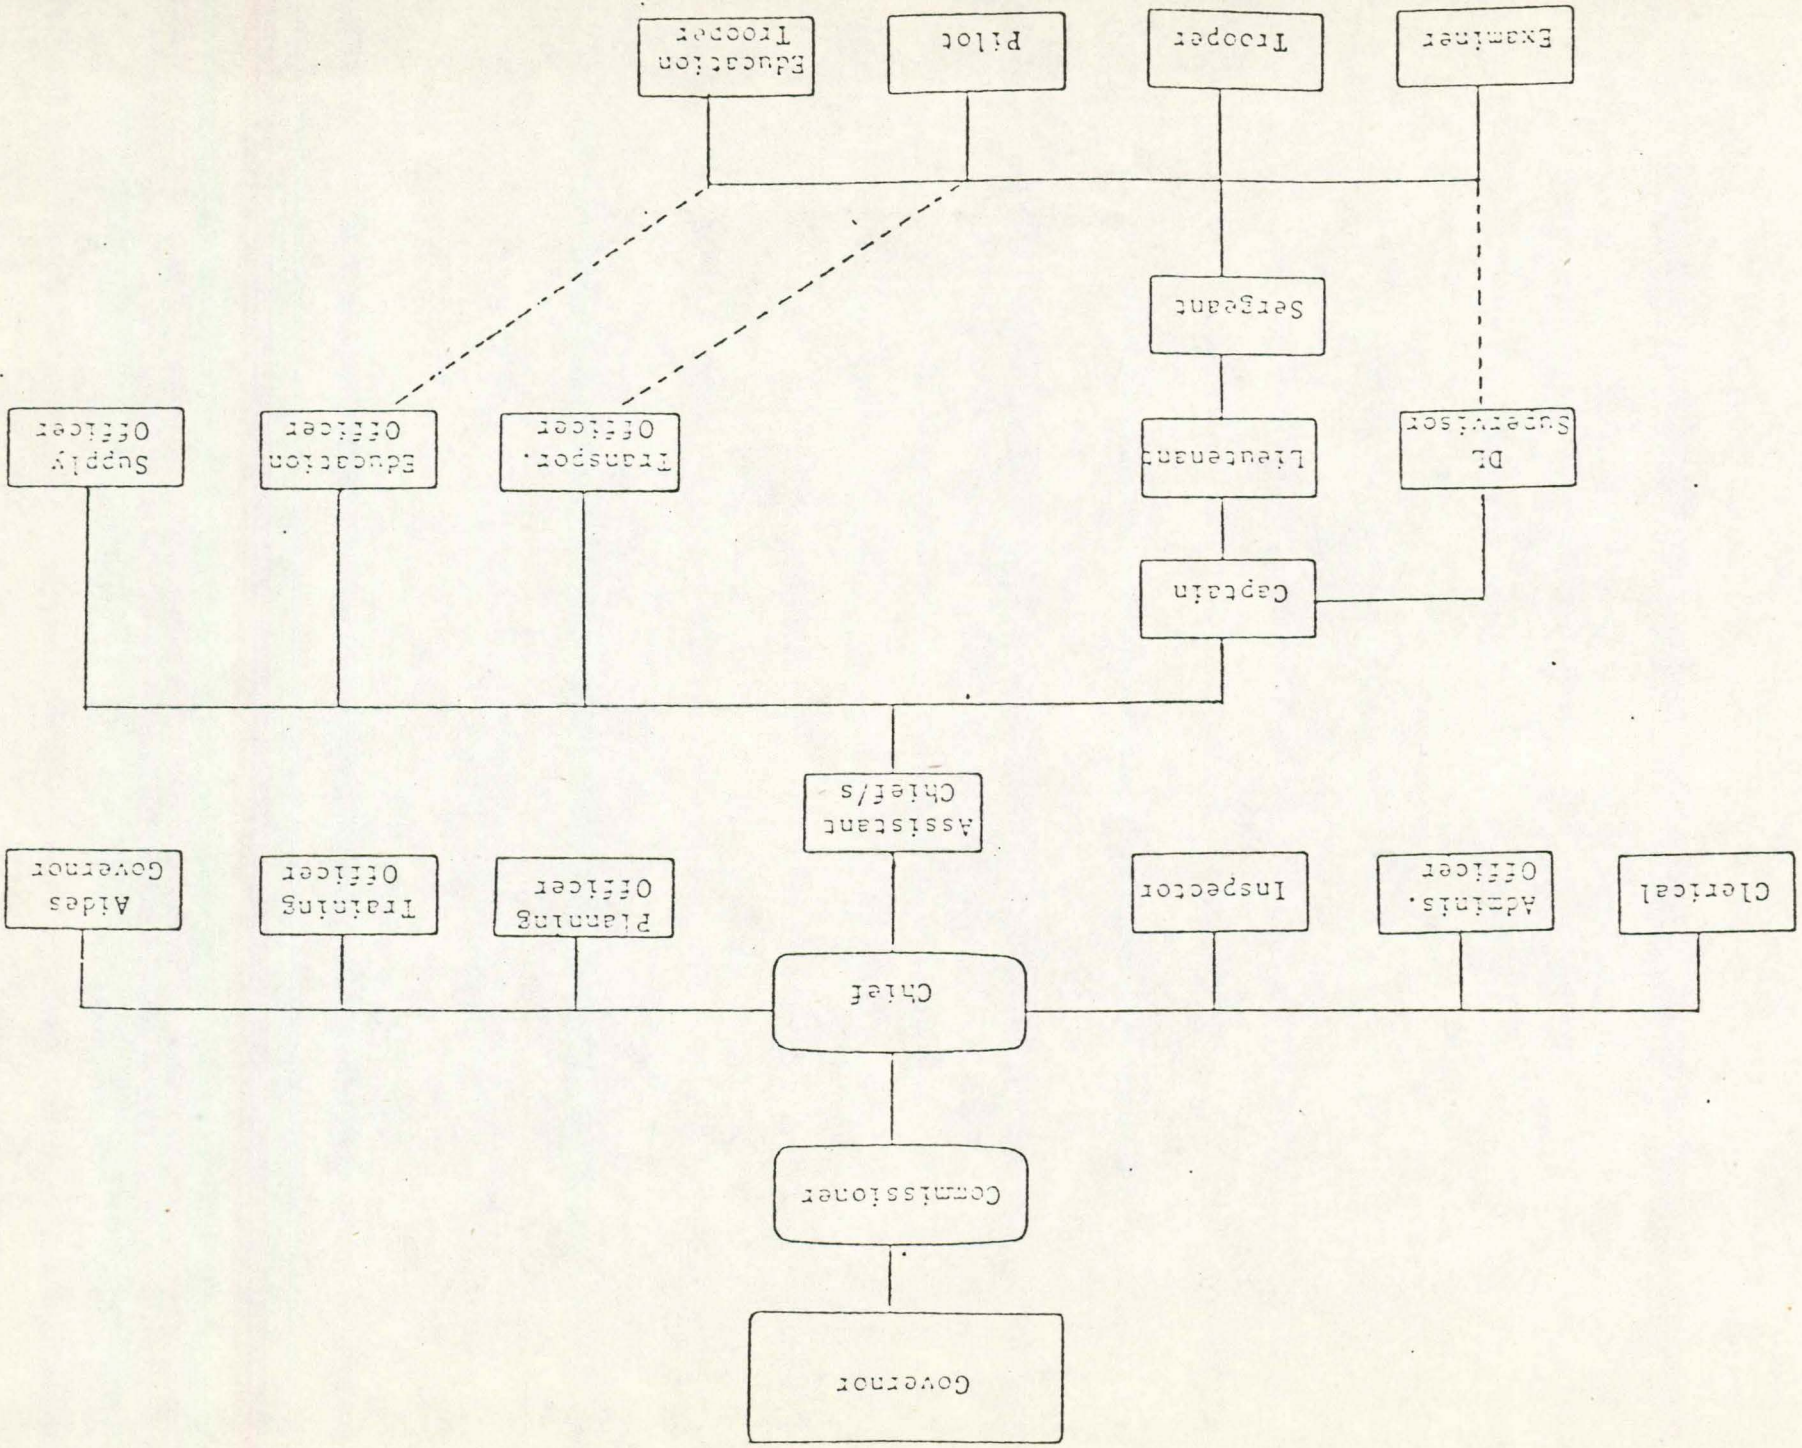 Governor
Commissioner
Chief
Clerical
Adminis.
Officer
Inspector
Planning
Officer
Training
Officer
Aides
Governor
Assistant
Chief/s
Captain
DL
Supervisor
Lieutenant
Transpor.
Officer
Education
Officer
Supply
Officer
Sergeant
Examiner
Trooper
Pilot
Education
Trooper